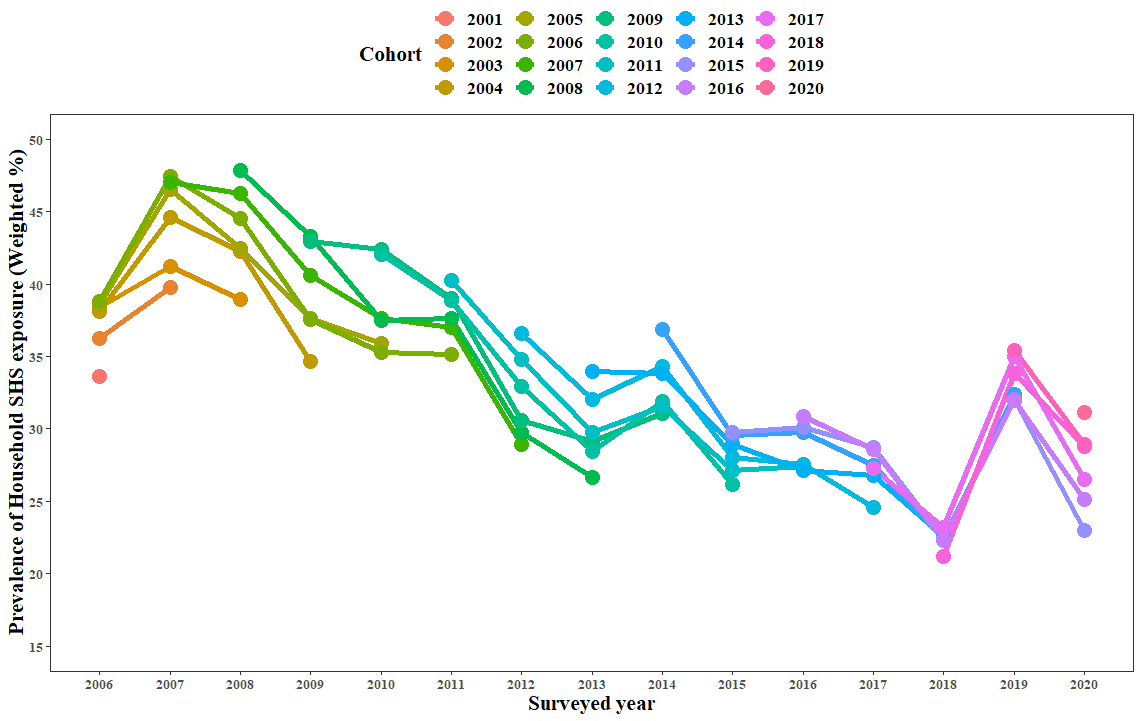 2001 2005 2009 2013 2017
2002 2006 2010 2014 2018
Cohort
2003 2007 2011 2015 2019
2004 2008 2012 2016 2020
Prevalence of Household SHS exposure (Weighted %)
50
45
40
35
30
25
20
15
2006 2007 2008 2009 2010 2011 2012 2013 2014 2015 2016 2017 2018 2019 2020
Surveyed year